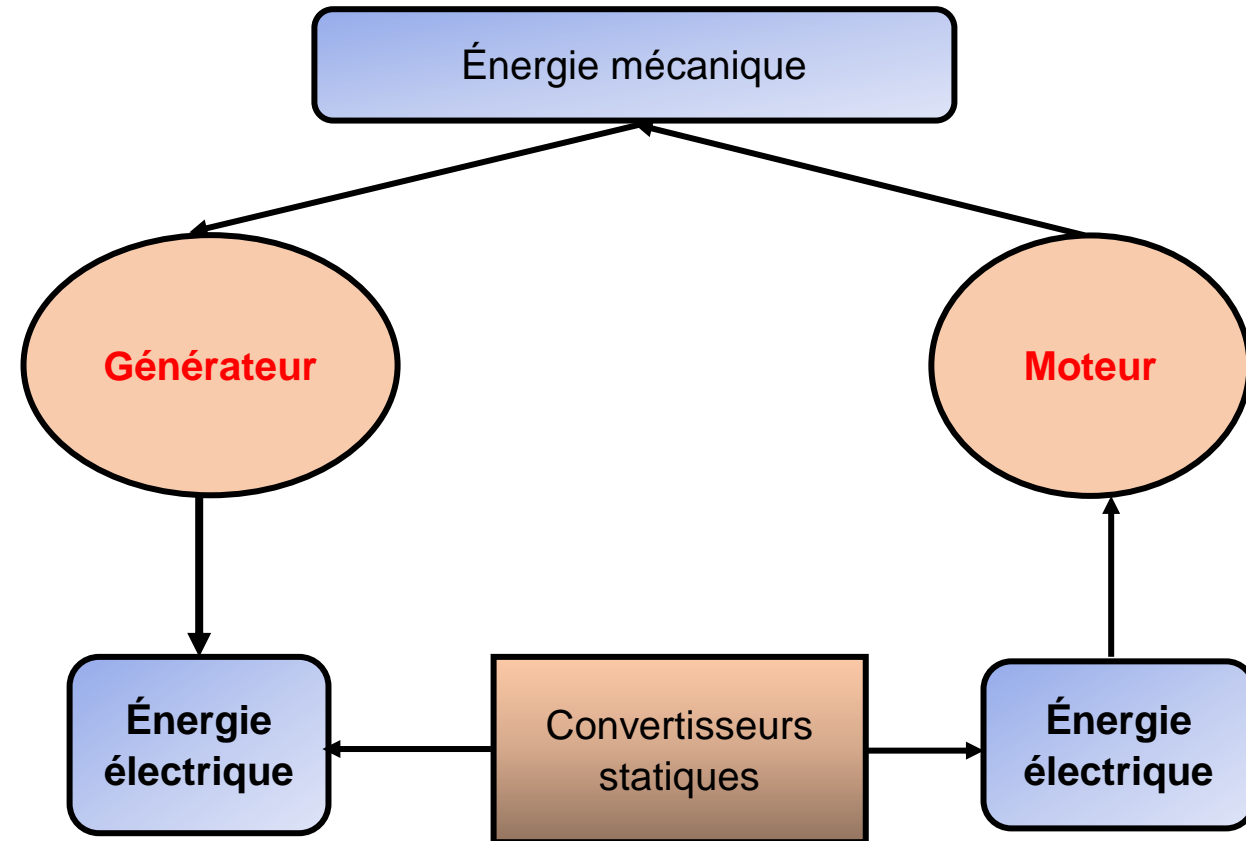 Énergie mécanique
Générateur
Moteur
Énergie
électrique
Convertisseurs
statiques
Énergie
électrique